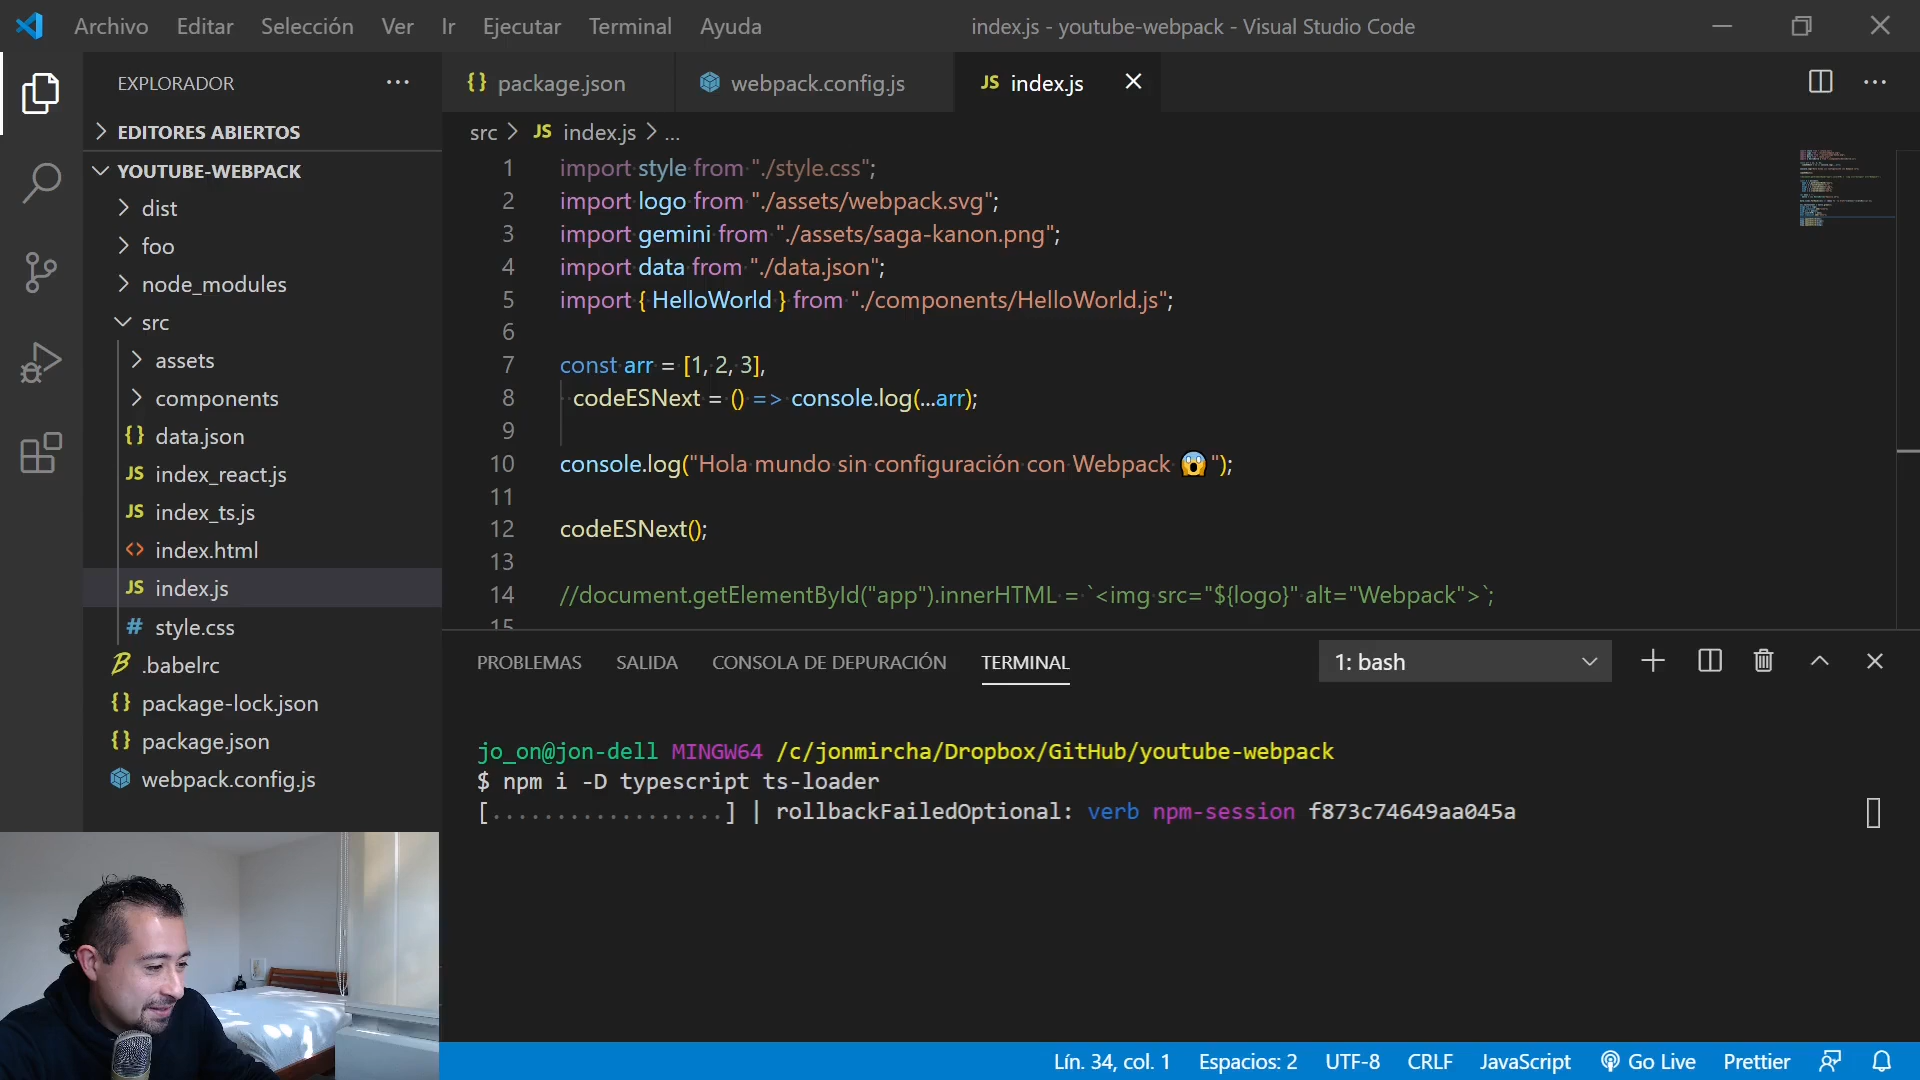 Archivo Editar Selección Ver Ir Ejecutar Terminal Ayuda
index.js - youtube-webpack - Visual Studio Code
EXPLORADOR
EDITORES ABIERTOS
YOUTUBE-WEBPACK
dist
foo
node_modules
src
assets
components
{} data.json
JS index_react.js
JS index_ts.js
<> index.html
JS index.js
# style.css
.babelrc
{} package-lock.json
{} package.json
webpack.config.js
{} package.json
webpack.config.js
JS index.js
src > JS index.js > ...
1 import style from "./style.css";
2 import logo from "./assets/webpack.svg";
3 import gemini from "./assets/saga-kanon.png";
4 import data from "./data.json";
5 import { HelloWorld } from "./components/HelloWorld.js";
6
7 const arr = [1, 2, 3],
8 codeESNext = () => console.log(...arr);
9
10 console.log("Hola mundo sin configuración con Webpack 😱");
11
12 codeESNext();
13
14 //document.getElementById("app").innerHTML = `<img src="${logo}" alt="Webpack">`;
15
PROBLEMAS SALIDA CONSOLA DE DEPURACIÓN TERMINAL
1: bash
jo_on@jon-dell MINGW64 /c/jonmircha/Dropbox/GitHub/youtube-webpack
$ npm i -D typescript ts-loader
[..................] | rollbackFailedOptional: verb npm-session f873c74649aa045a
Lín. 34, col. 1 Espacios: 2 UTF-8 CRLF JavaScript Go Live Prettier